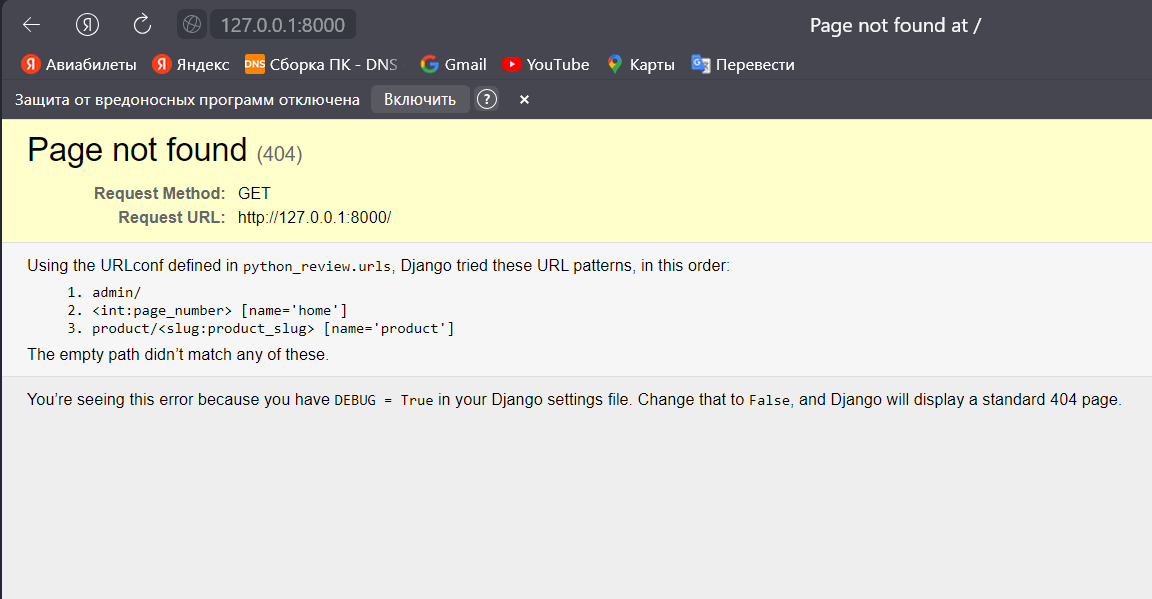 Я 127.0.0.1:8000 Page not found at /
Я Авиабилеты Я Яндекс DNS Сборка ПК - DNS G Gmail YouTube Карты G Перевести
Защита от вредоносных программ отключена Включить ? ×
Page not found (404)
Request Method: GET
Request URL: http://127.0.0.1:8000/
Using the URLconf defined in python_review.urls, Django tried these URL patterns, in this order:
1. admin/
2. <int:page_number> [name='home']
3. product/<slug:product_slug> [name='product']
The empty path didn’t match any of these.
You’re seeing this error because you have DEBUG = True in your Django settings file. Change that to False, and Django will display a standard 404 page.